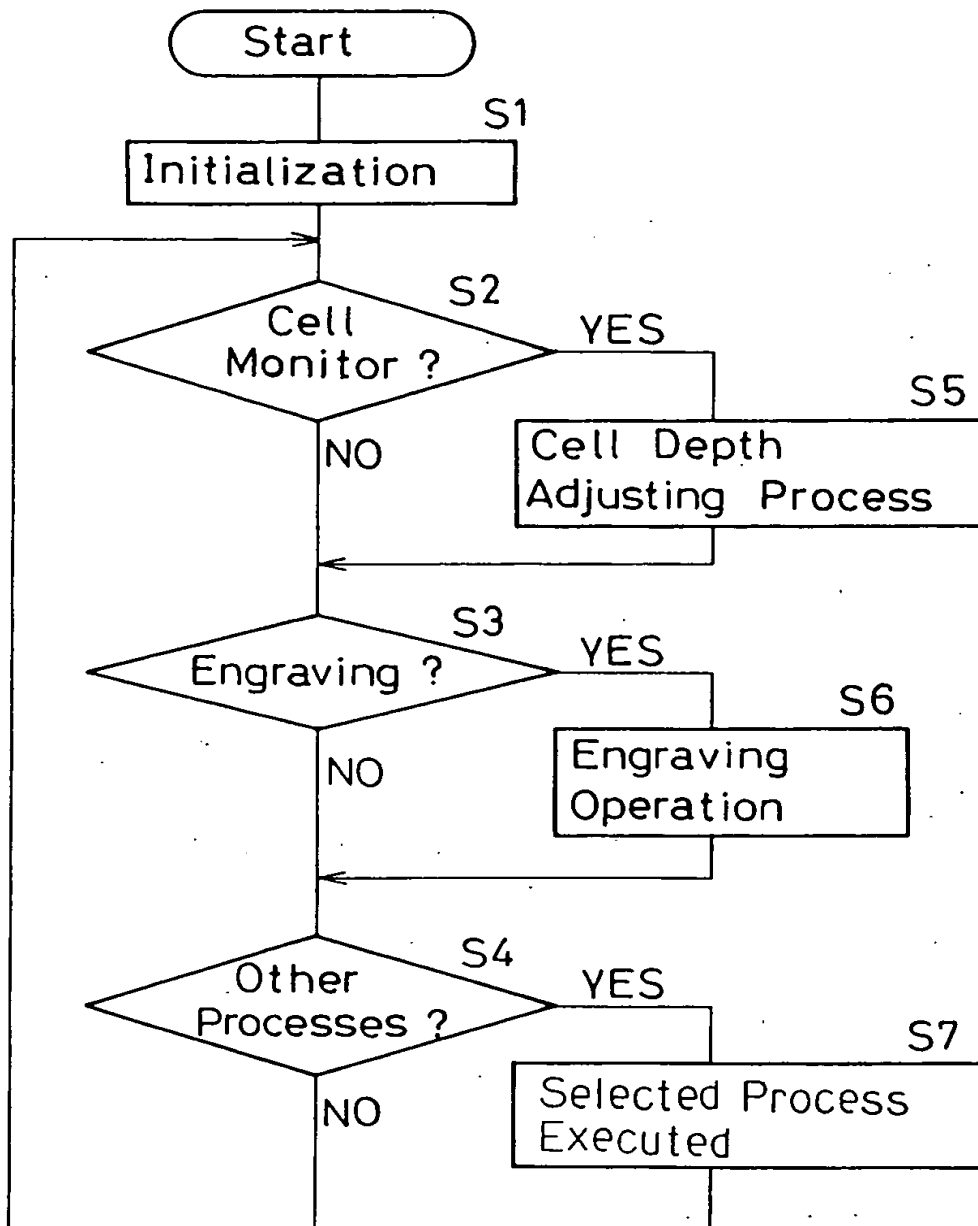 Start
S1
Initialization
S2
Cell
Monitor ?
YES
NO
S5
Cell Depth
Adjusting Process
S3
Engraving ?
YES
NO
S6
Engraving
Operation
S4
Other
Processes ?
YES
NO
S7
Selected Process
Executed